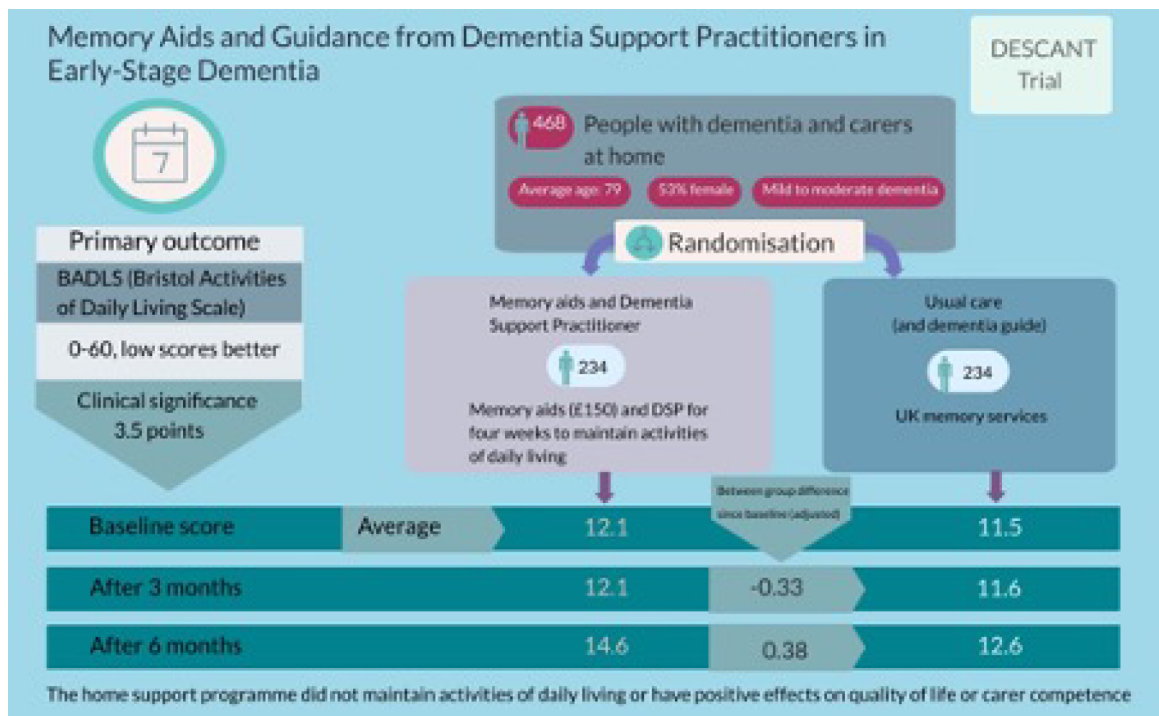 Memory Aids and Guidance from Dementia Support Practitioners in
Early-Stage Dementia
DESCANT
Trial
7
468
People with dementia and carers
at home
Average age: 79
53% female
Mild to moderate dementia
Randomisation
Primary outcome
BADLS (Bristol Activities
of Daily Living Scale)
0-60, low scores better
Clinical significance
3.5 points
Memory aids and Dementia
Support Practitioner
234
Memory aids (£150) and DSP for
four weeks to maintain activities
of daily living
Usual care
(and dementia guide)
234
UK memory services
Between group difference
since baseline (adjusted)
Baseline score
Average
12.1
11.5
After 3 months
12.1
-0.33
11.6
After 6 months
14.6
0.38
12.6
The home support programme did not maintain activities of daily living or have positive effects on quality of life or carer competence